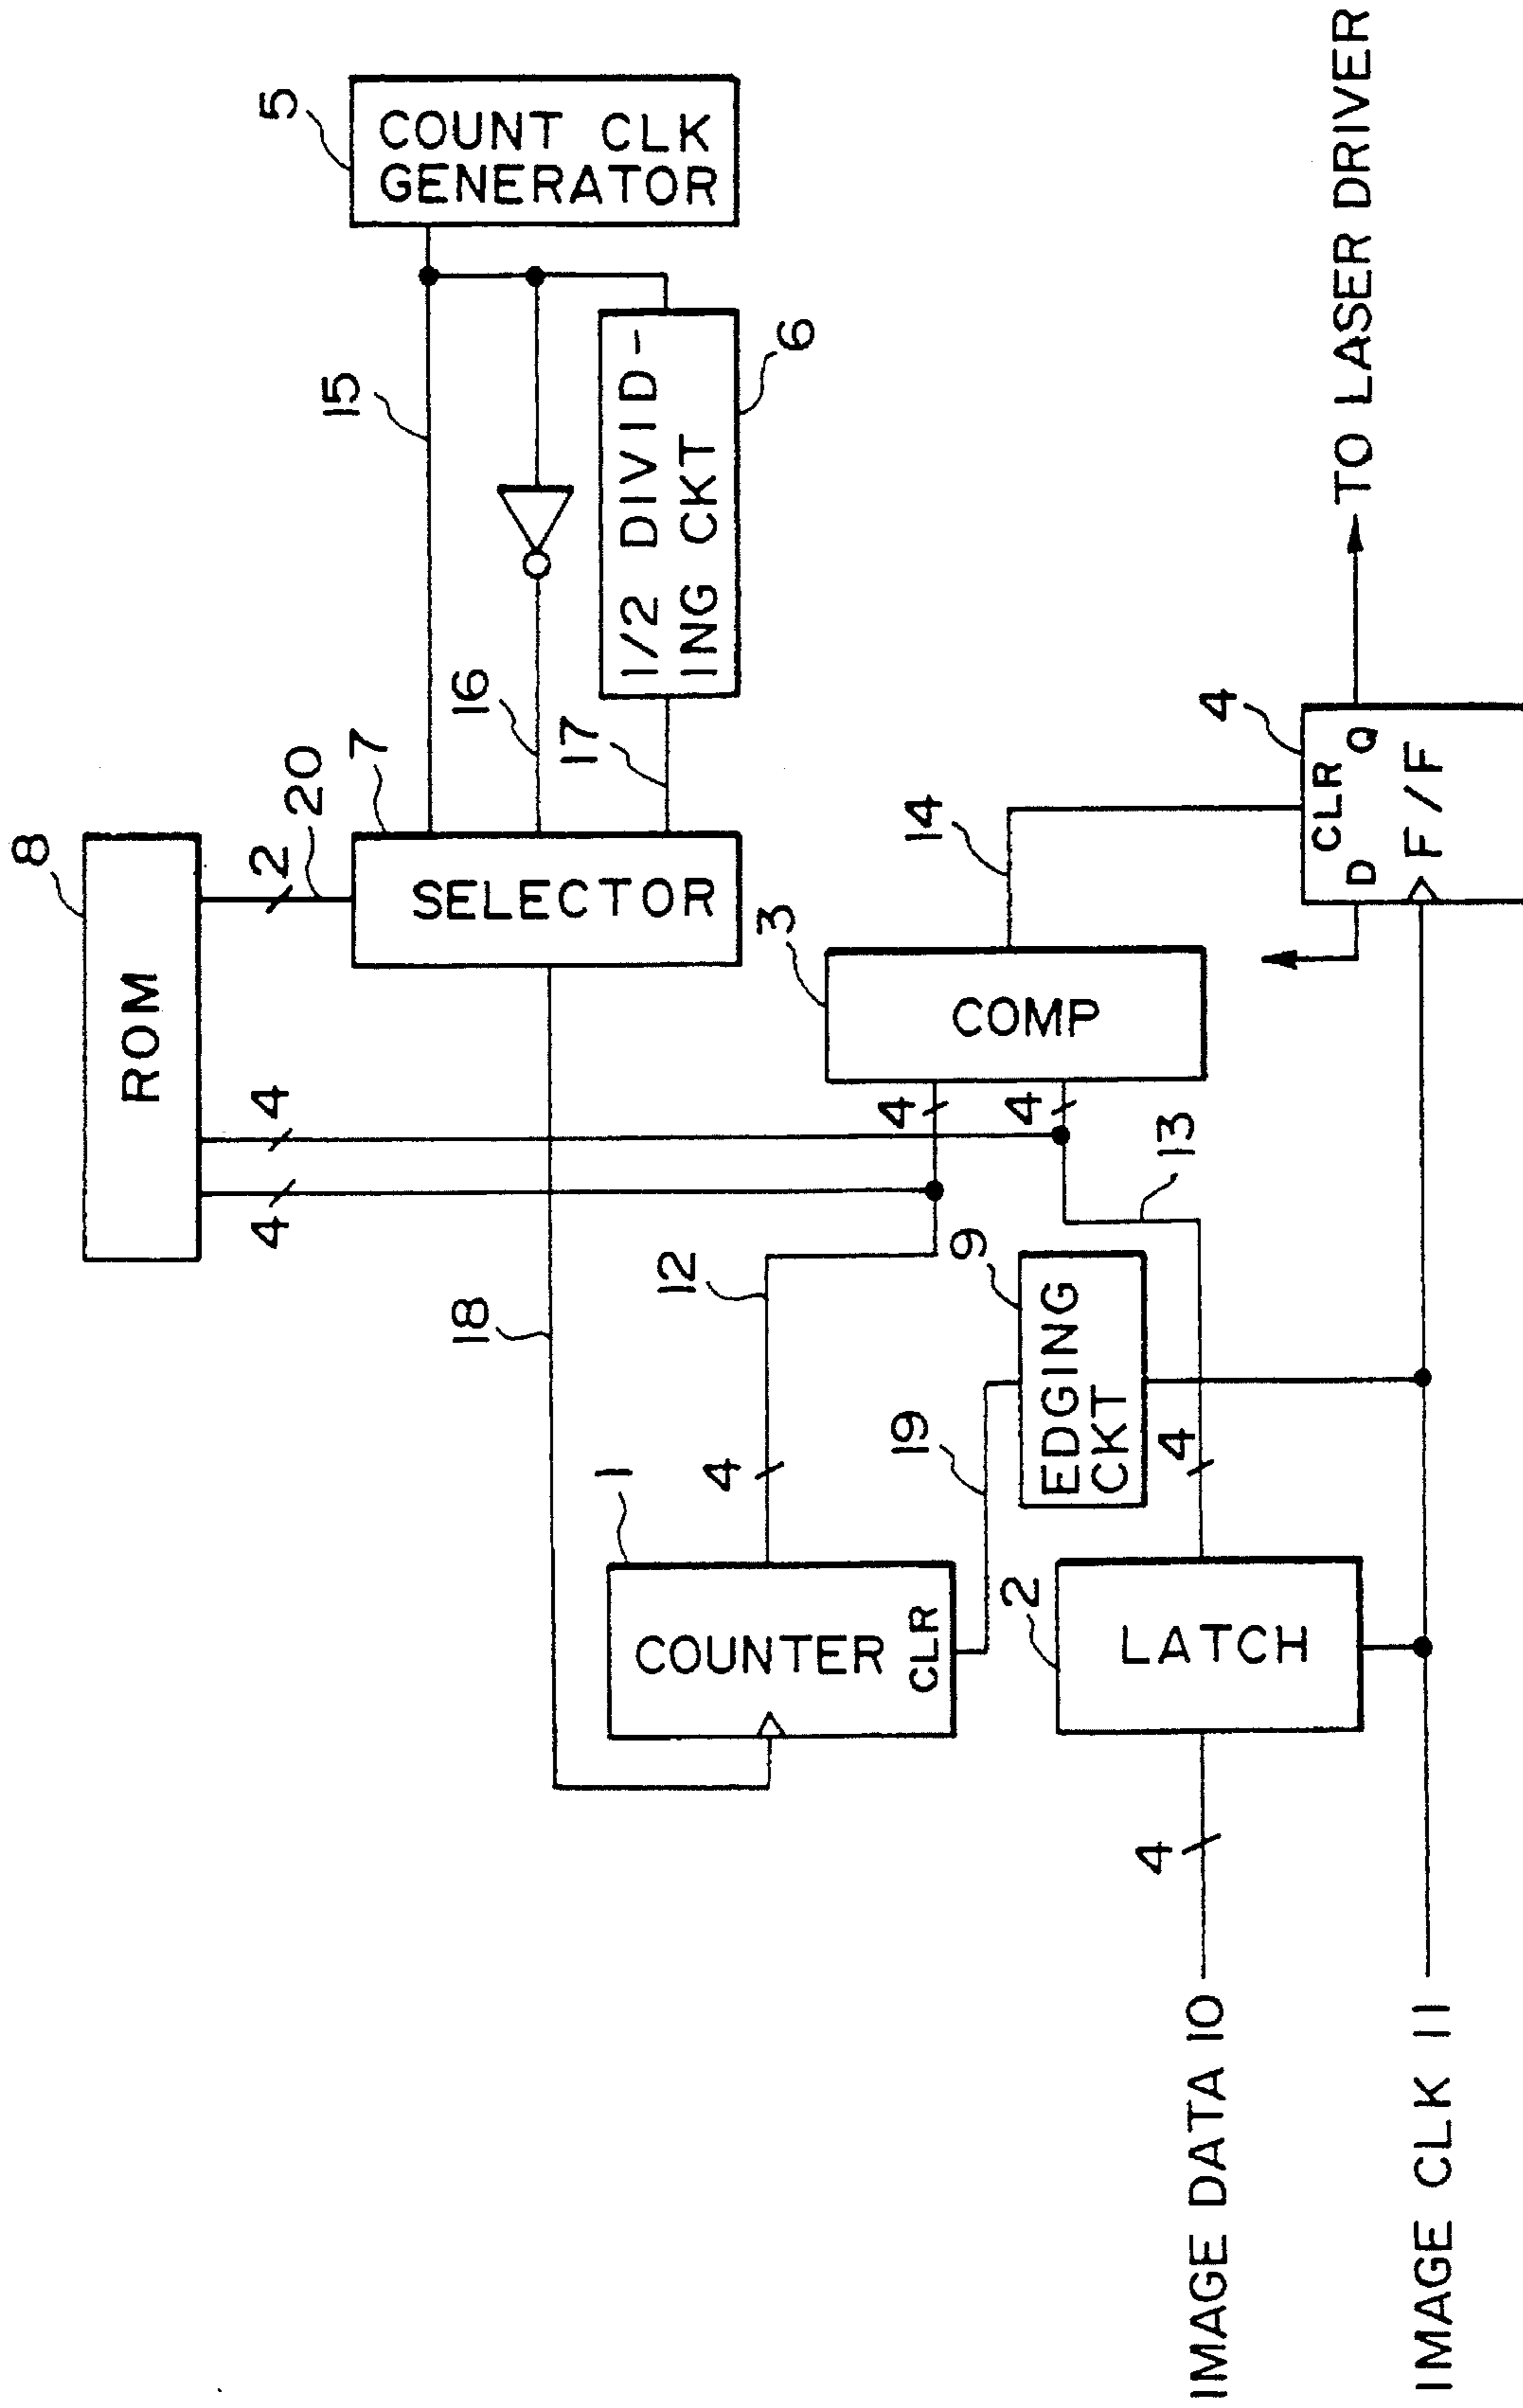 8
ROM
4
4
2
20
5
COUNT CLK
GENERATOR
15
7
SELECTOR
16
17
1/2 DIVID-
ING CKT
6
18
12
1
4
COUNTER
CLR
3
4
4
COMP
14
19
9
EDGING
CKT
13
4
2
LATCH
4
CLR
D Q
F/F
TO LASER DRIVER
4
IMAGE DATA 10
IMAGE CLK 11